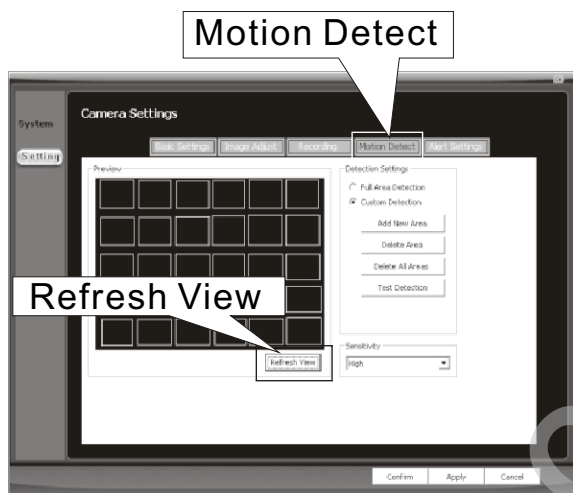 Motion Detect
System
Camera Settings
Setting
Basic Settings Image Adjust Recording Motion Detect Alert Settings
Preview
Detection Settings
Full Area Detection
Custom Detection
Add New Area
Delete Area
Delete All Areas
Test Detection
Refresh View
Refresh View
Sensitivity
High
Confirm Apply Cancel